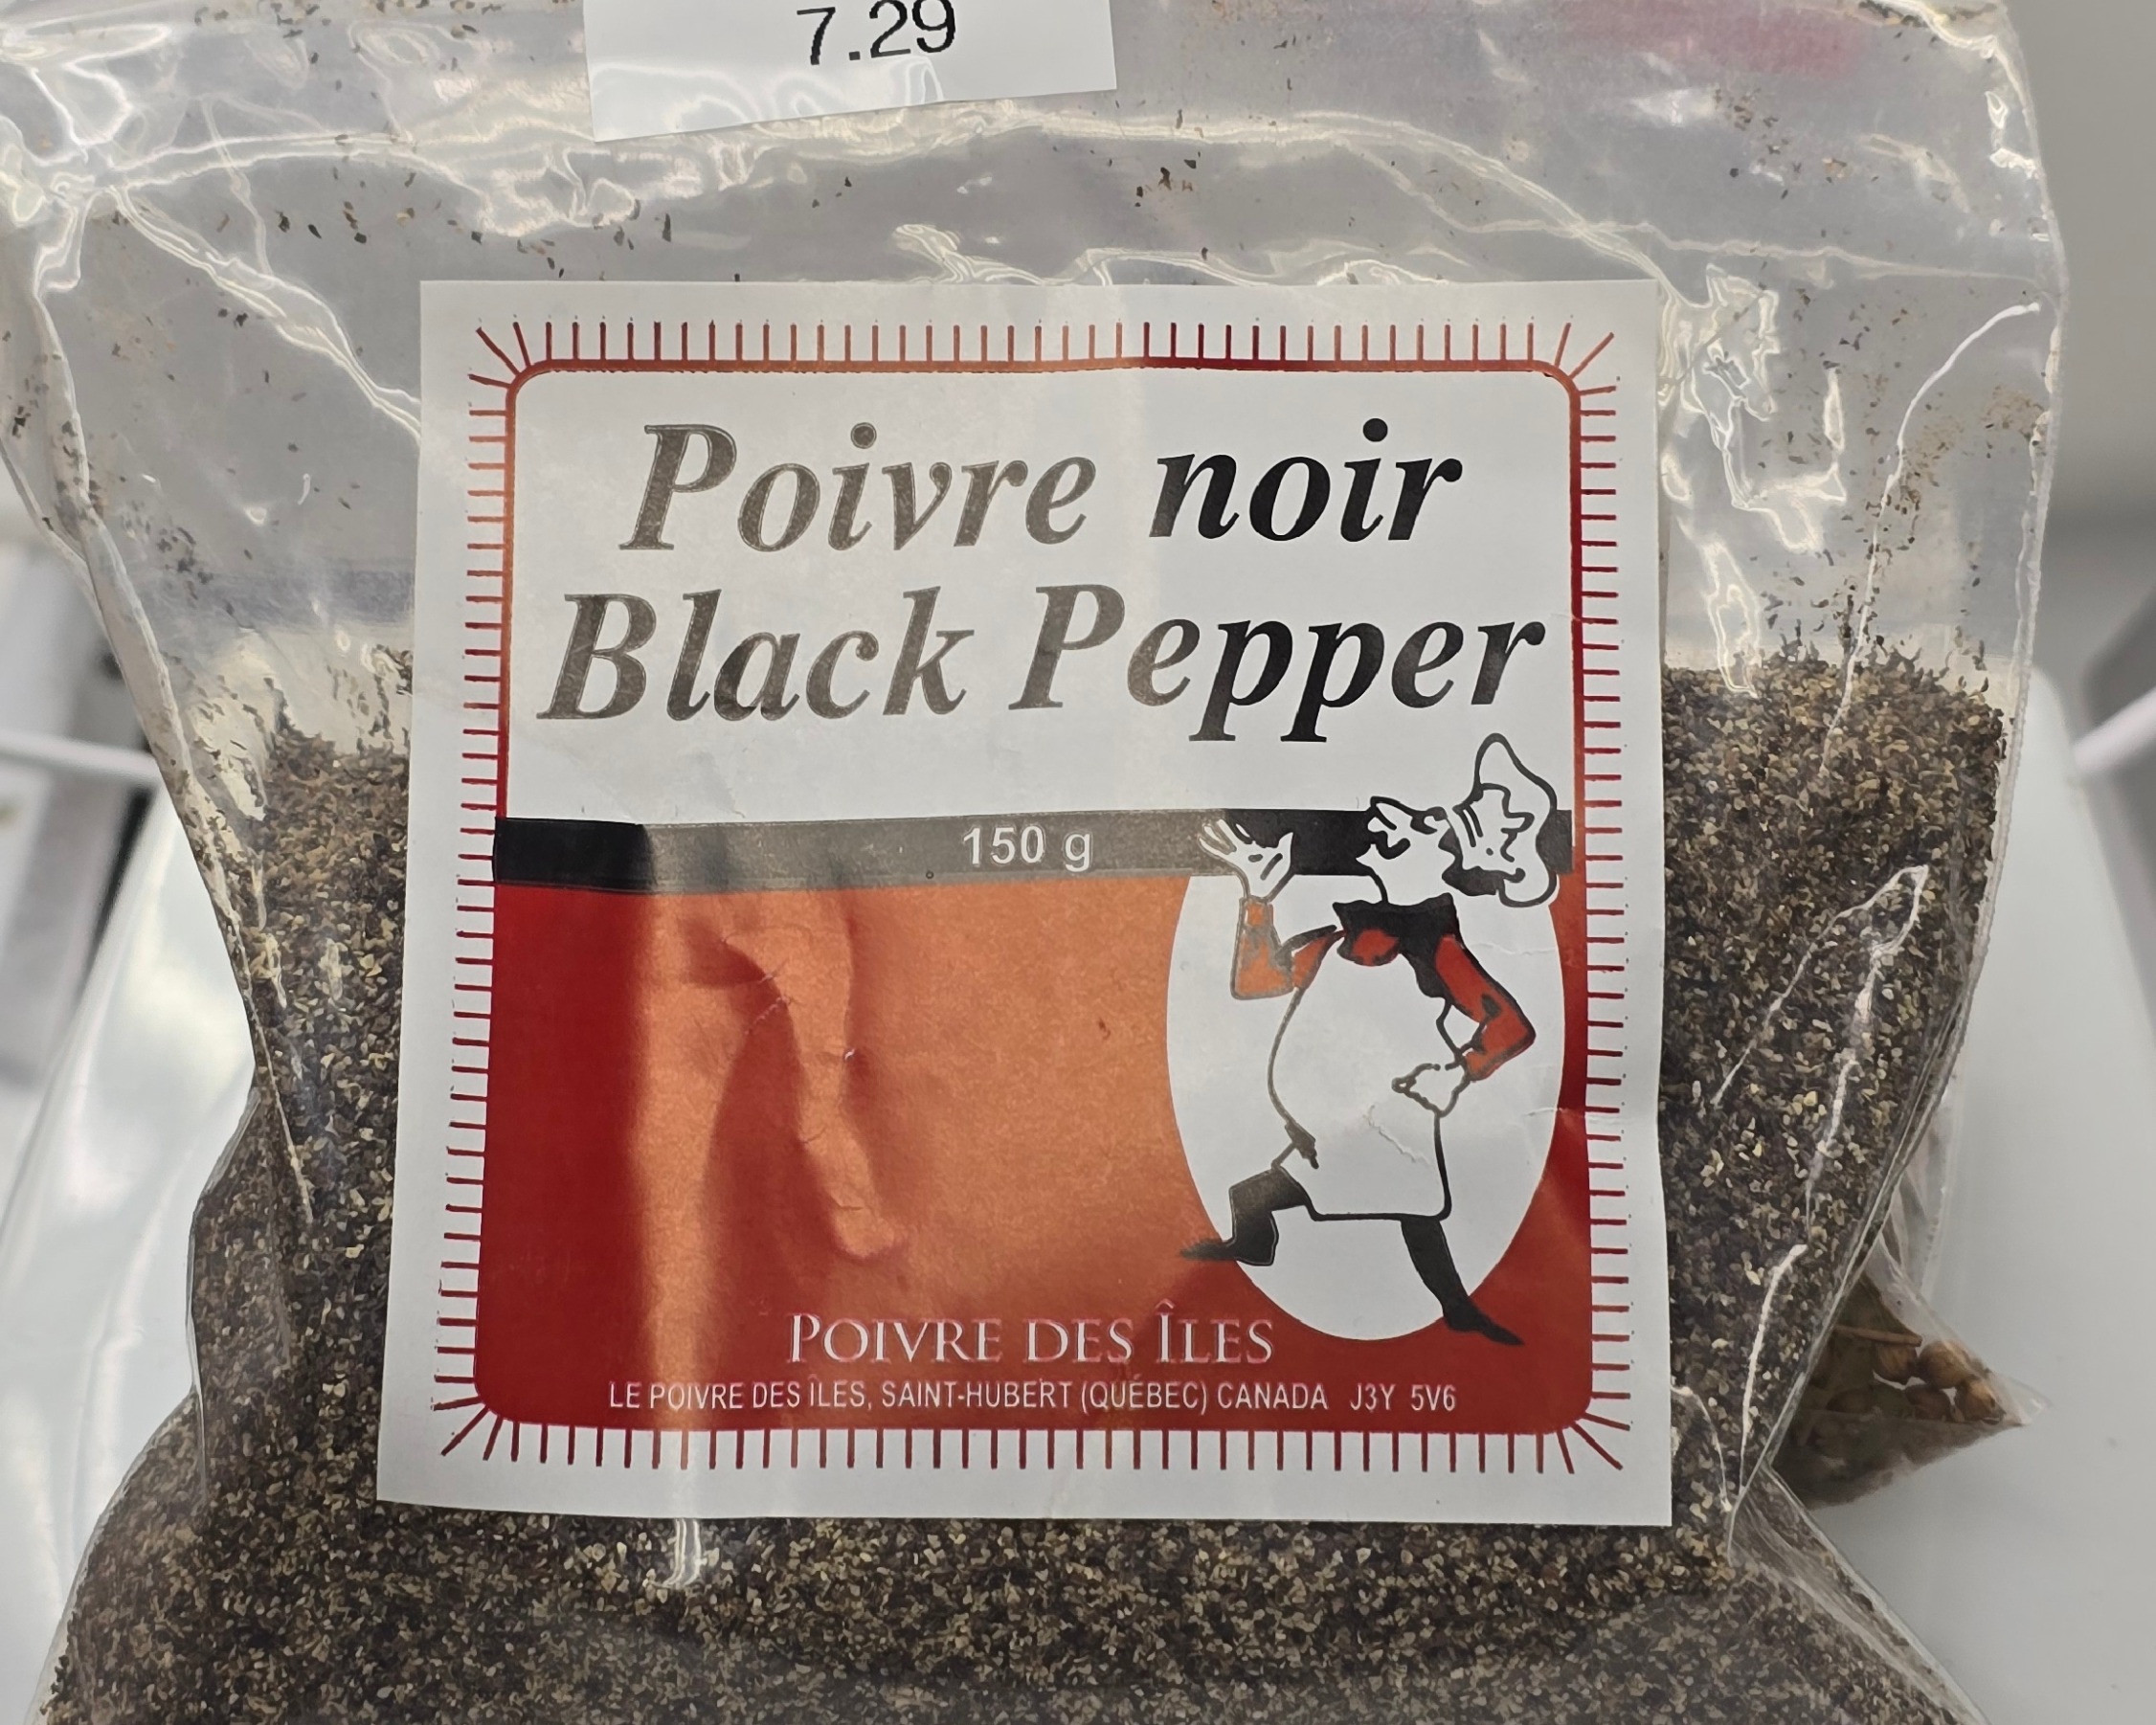 7.29
Poivre noir
Black Pepper
150 g
POIVRE DES ÎLES
LE POIVRE DES ÎLES, SAINT-HUBERT (QUÉBEC) CANADA J3Y 5V6